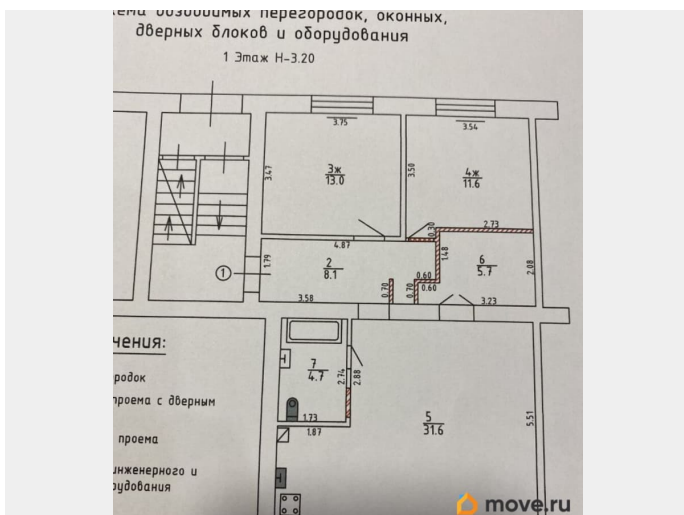 хема возводимых перегородок, оконных,
дверных блоков и оборудования
1 Этаж Н-3.20
3.75
3.54
3.47
3ж
13.0
3.50
4ж
11.6
4.87
0.30
2.73
1
1.79
2
8.1
1.48
6
5.7
2.08
0.60
0.60
0.70
0.70
3.58
3.23
чения:
7
4.7
2.74
2.88
родок
проема с дверным
1.73
1.87
5
31.6
5.51
проема
инженерного и
рудования
move.ru